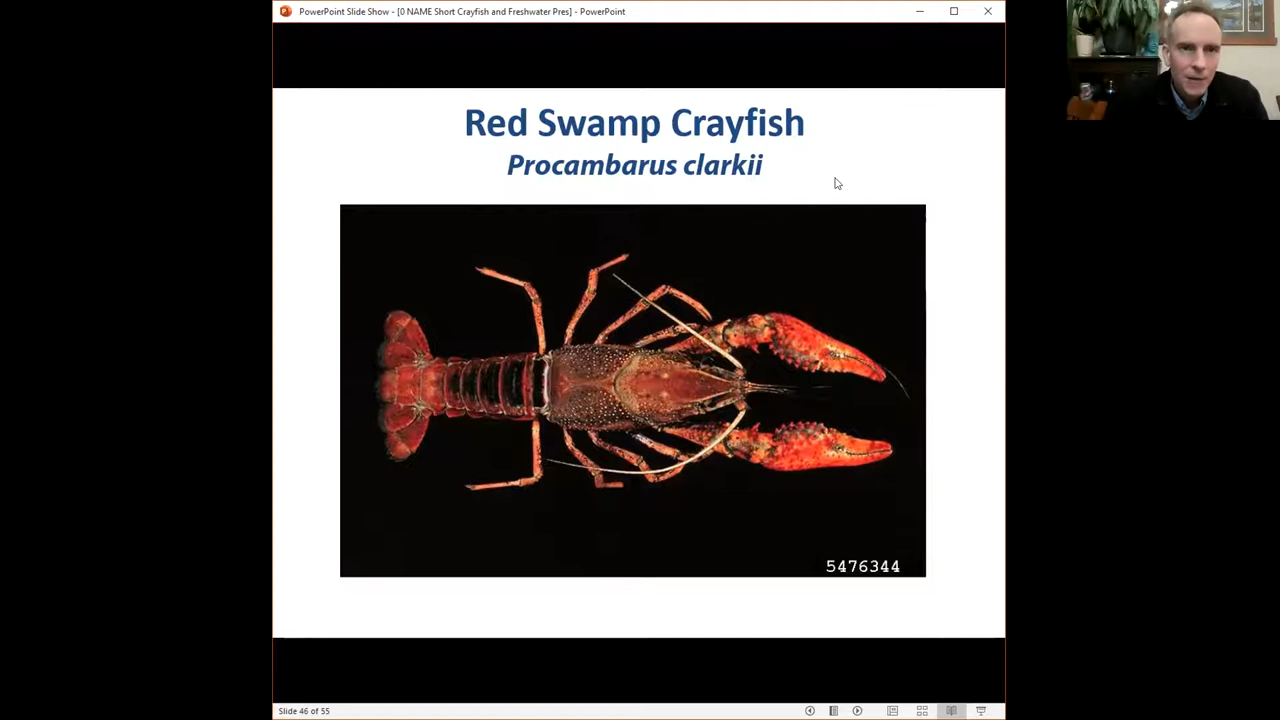 PowerPoint Slide Show - [0 NAME Short Crayfish and Freshwater Pres] - PowerPoint
Red Swamp Crayfish
Procambarus clarkii
5476344
Slide 46 of 55